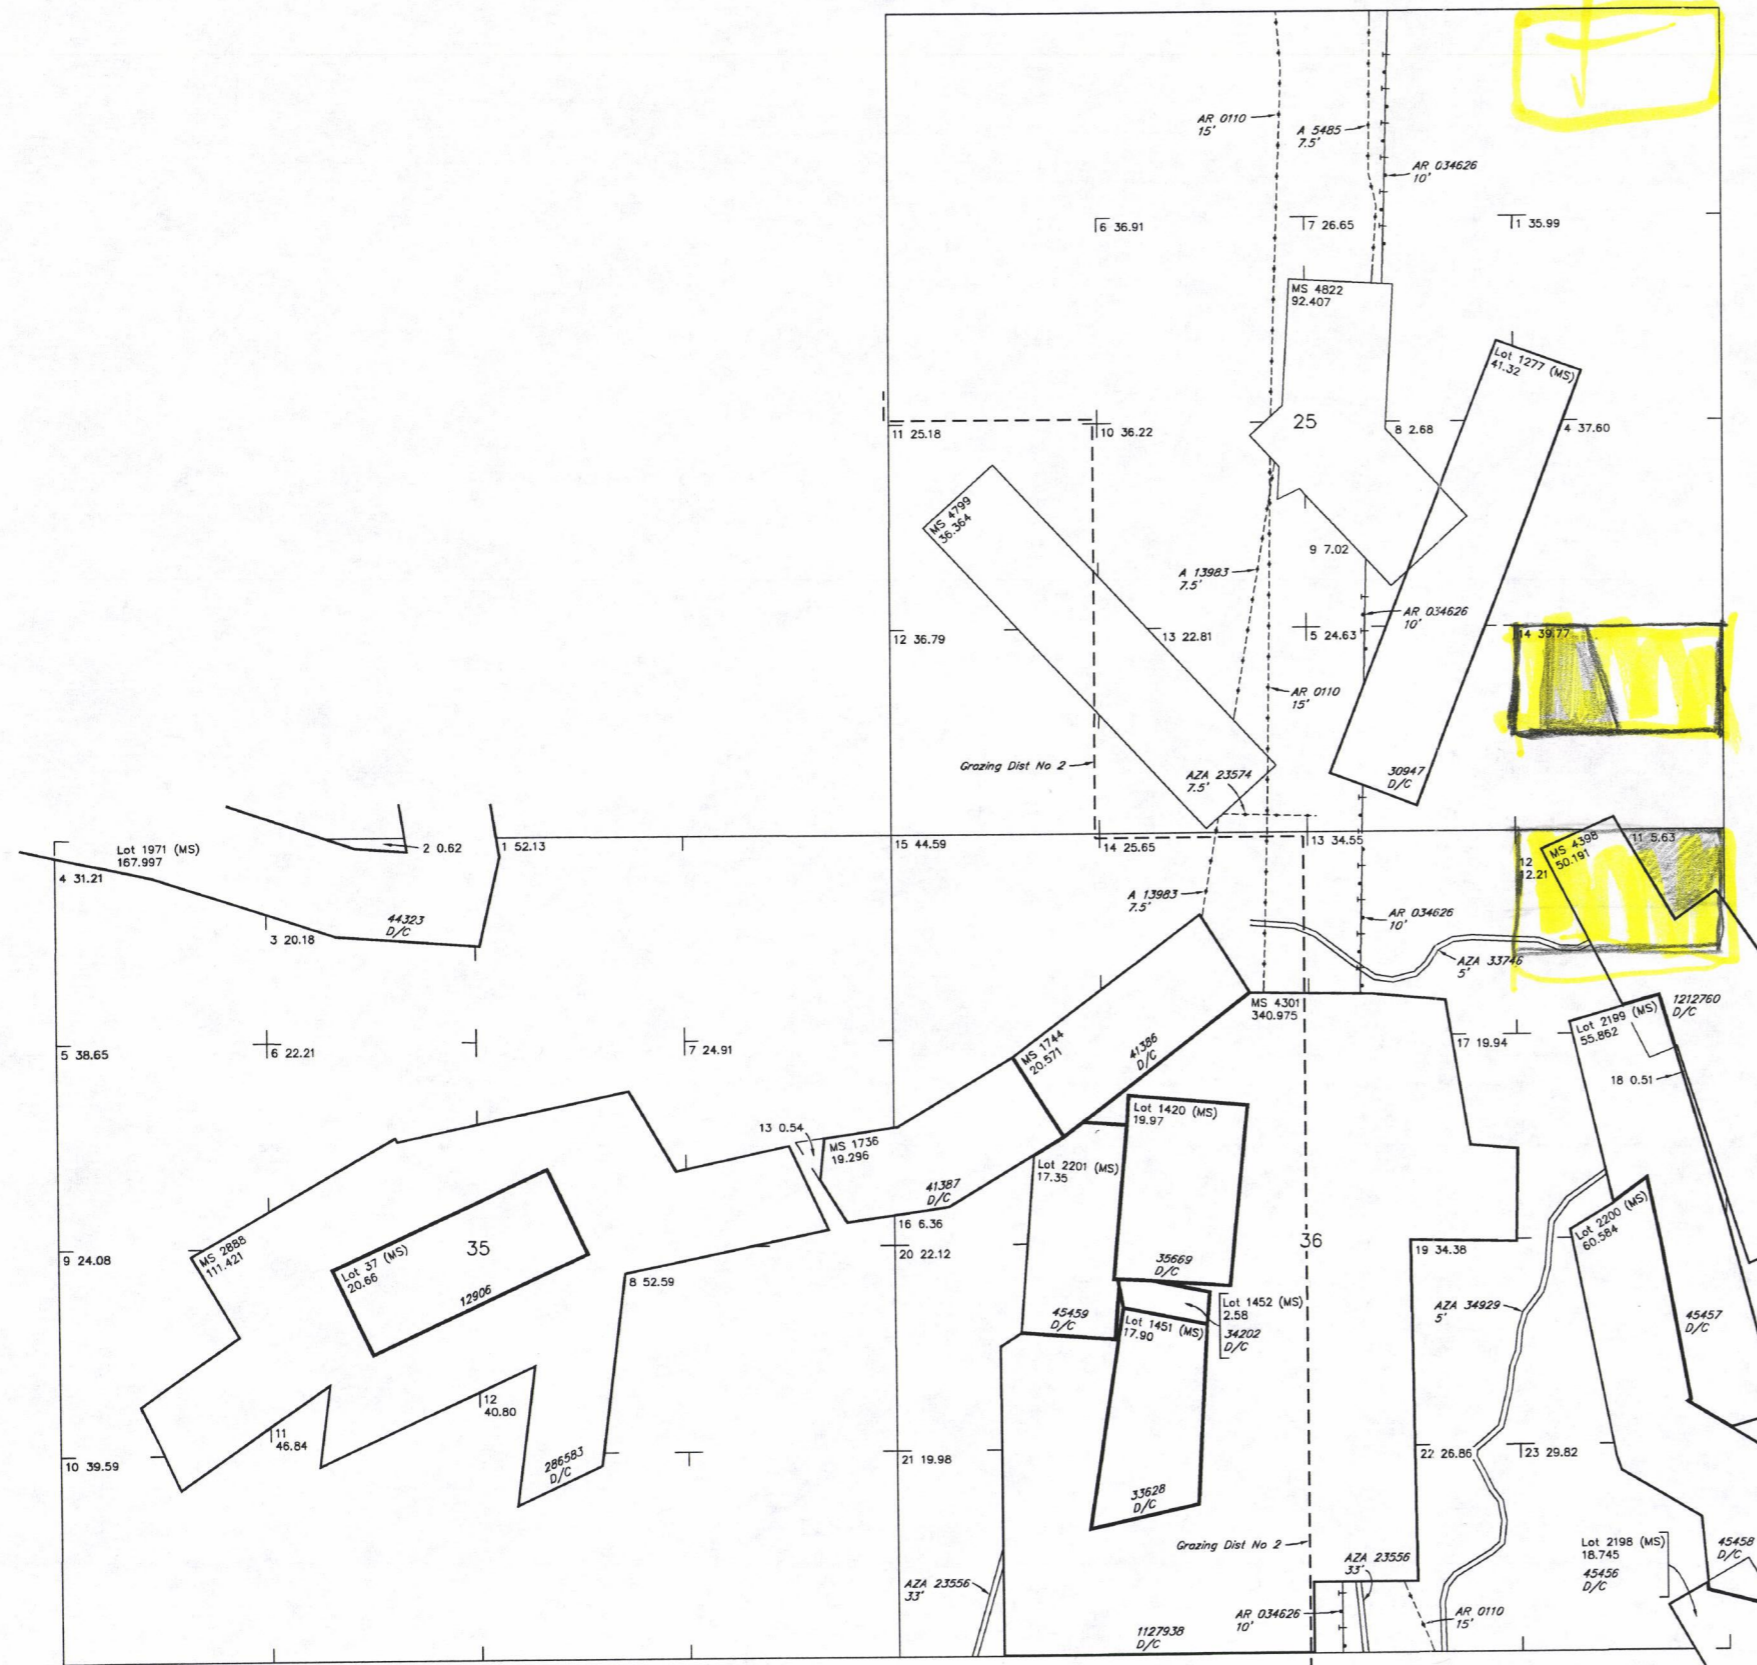 AR 0110
15'
A 5485
7.5'
AR 034626
10'
6 36.91
7 26.65
1 35.99
MS 4822
92.407
Lot 1277 (MS)
41.32
11 25.18
10 36.22
25
8 2.68
4 37.60
MS 4799
36.364
9 7.02
A 13983
7.5'
AR 034626
10'
12 36.79
13 22.81
5 24.63
14 39.77
AR 0110
15'
Grazing Dist No 2
AZA 23574
7.5'
30947
D/C
Lot 1971 (MS)
167.997
2 0.62
1 52.13
15 44.59
14 25.65
13 34.55
12
12.21
MS 4398
50.191
11 5.63
4 31.21
A 13983
7.5'
44323
D/C
AR 034626
10'
3 20.18
AZA 33746
5'
MS 4301
340.975
1212760
D/C
Lot 2199 (MS)
55.862
5 38.65
6 22.21
7 24.91
MS 1744
20.571
41386
D/C
17 19.94
18 0.51
Lot 1420 (MS)
19.97
13 0.54
MS 1736
19.296
Lot 2201 (MS)
17.35
41387
D/C
16 6.36
Lot 2200 (MS)
60.584
9 24.08
MS 2888
111.421
35
Lot 37 (MS)
20.66
12906
8 52.59
20 22.12
36
19 34.38
35669
D/C
Lot 1452 (MS)
2.58
34202
D/C
45459
D/C
Lot 1451 (MS)
17.90
AZA 34929
5'
45457
D/C
12
40.80
11
46.84
10 39.59
286583
D/C
21 19.98
22 26.86
23 29.82
33628
D/C
Grazing Dist No 2
AZA 23556
33'
Lot 2198 (MS)
18.745
45456
D/C
45458
D/C
AZA 23556
33'
AR 034626
10'
AR 0110
15'
1127938
D/C